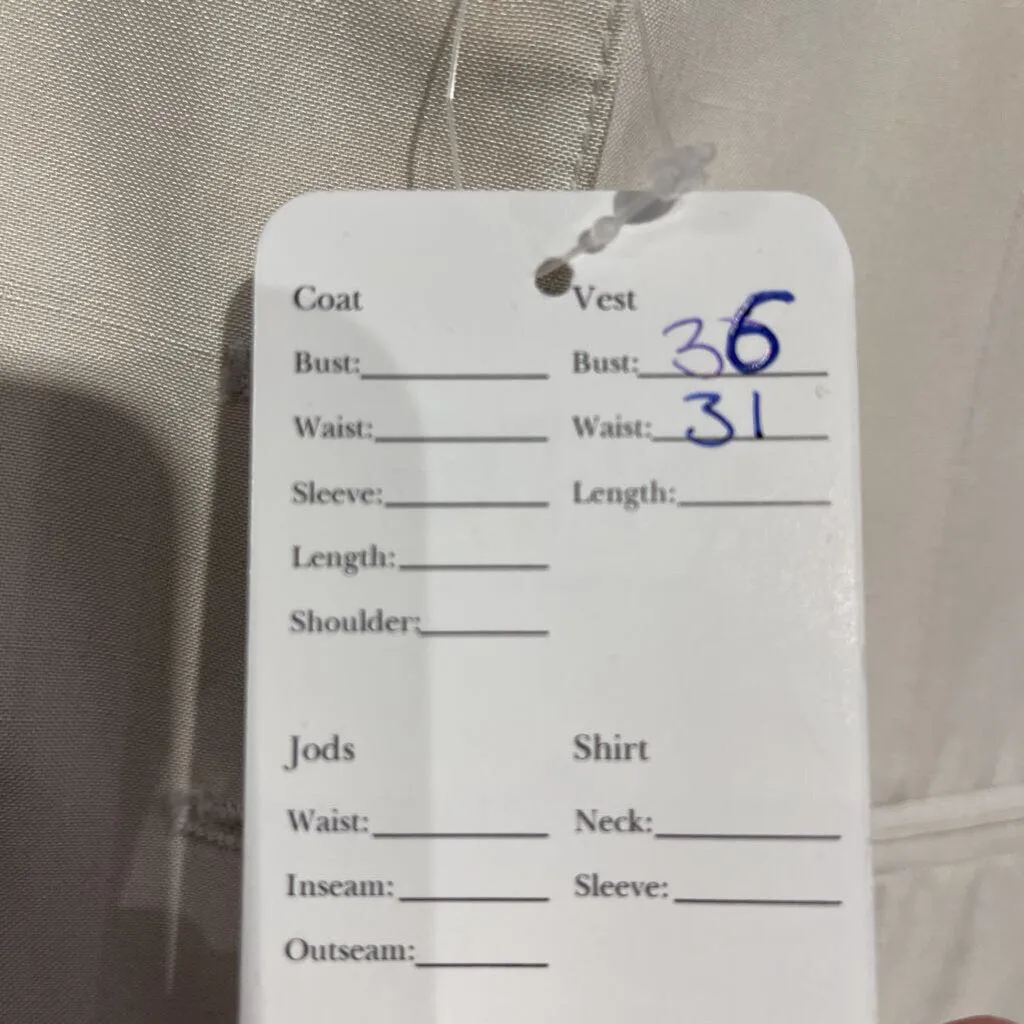 Coat
Bust:
Waist:
Sleeve:
Length:
Shoulder:
Vest
Bust: 36
Waist: 31
Length:
Jods
Waist:
Inseam:
Outseam:
Shirt
Neck:
Sleeve: